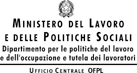 Ministero del Lavoro
e delle Politiche Sociali
Dipartimento per le politiche del lavoro
e dell'occupazione e tutela dei lavoratori
Ufficio Centrale OFPL